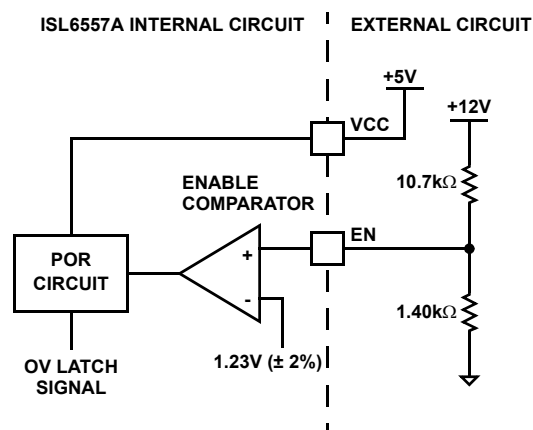 ISL6557A INTERNAL CIRCUIT
EXTERNAL CIRCUIT
+5V
+12V
VCC
10.7kΩ
ENABLE
COMPARATOR
EN
+
POR
CIRCUIT
-
1.40kΩ
1.23V (± 2%)
OV LATCH
SIGNAL